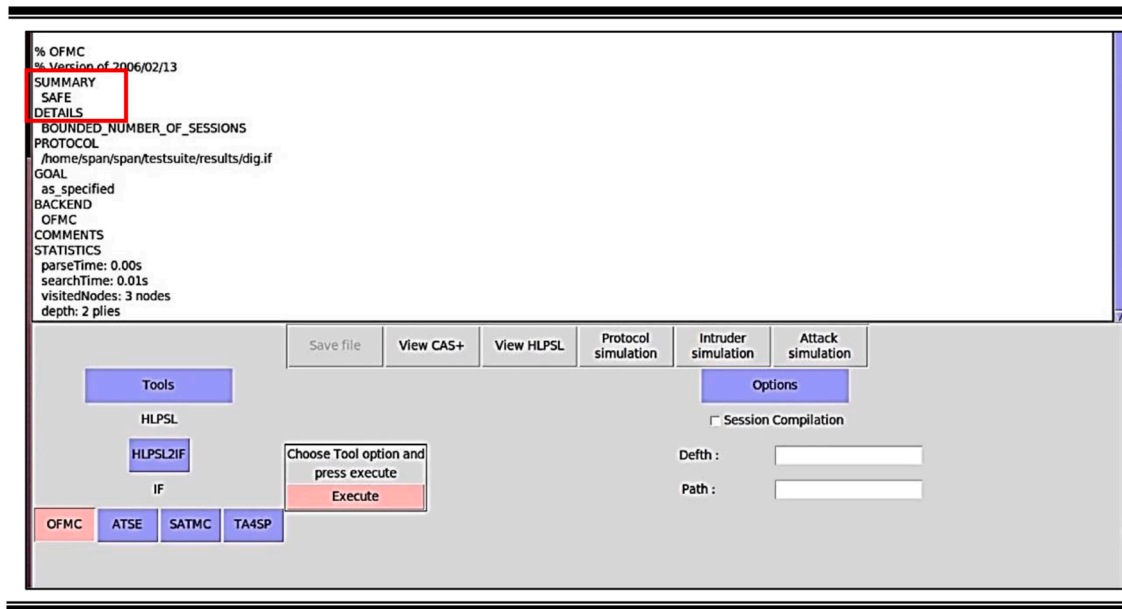 % OFMC
% Version of 2006/02/13
SUMMARY
SAFE
DETAILS
BOUNDED_NUMBER_OF_SESSIONS
PROTOCOL
/home/span/span/testsuite/results/dig.if
GOAL
as_specified
BACKEND
OFMC
COMMENTS
STATISTICS
parseTime: 0.00s
searchTime: 0.01s
visitedNodes: 3 nodes
depth: 2 plies
Save file
View CAS+
View HLPSL
Protocol
simulation
Intruder
simulation
Attack
simulation
Tools
Options
HLPSL
Session Compilation
HLPSL2IF
Choose Tool option and
press execute
Execute
Defth :
IF
Path :
OFMC
ATSE
SATMC
TA4SP